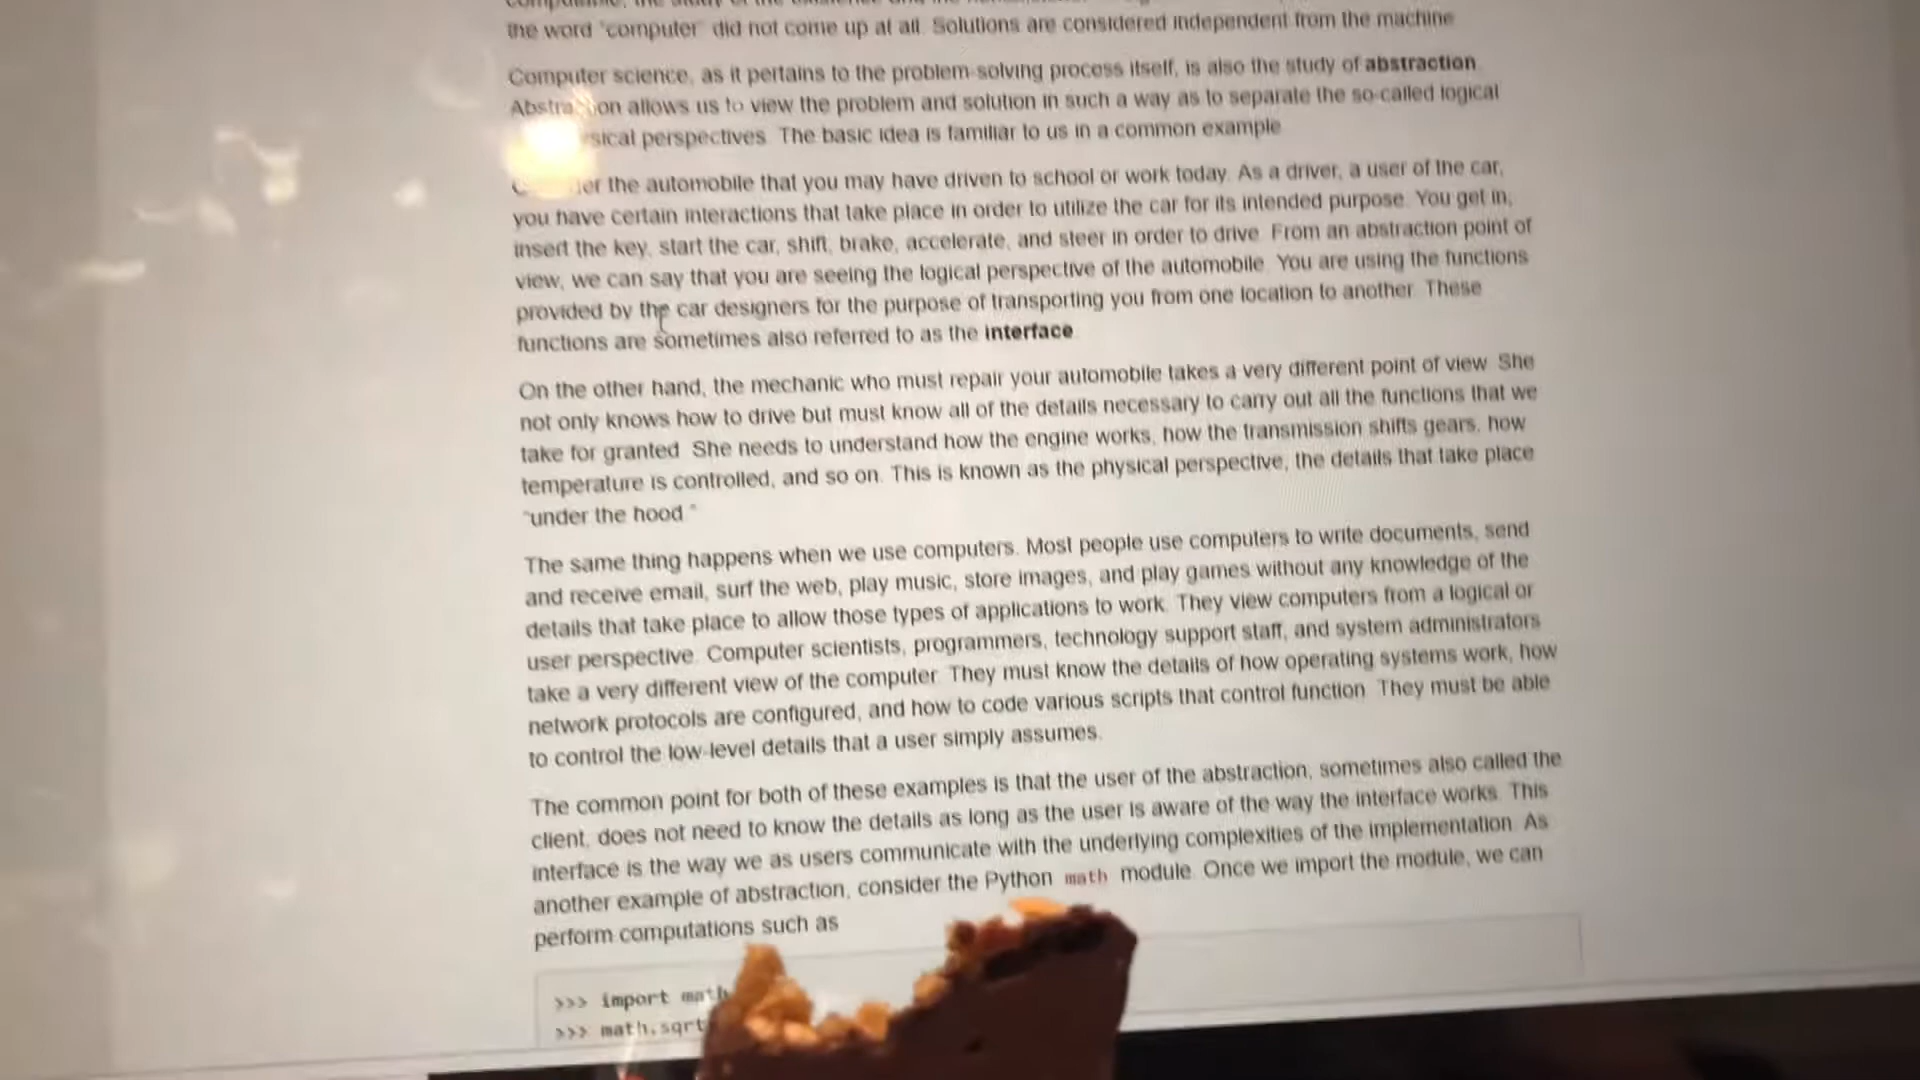 the word "computer" did not come up at all. Solutions are considered independent from the machine.
Computer science, as it pertains to the problem-solving process itself, is also the study of abstraction.
allows us to view the problem and solution in such a way as to separate the so-called logical
perspectives. The basic idea is familiar to us in a common example.
the automobile that you may have driven to school or work today. As a driver, a user of the car,
you have certain interactions that take place in order to utilize the car for its intended purpose. You get in,
insert the key, start the car, shift, brake, accelerate, and steer in order to drive. From an abstraction point of
view, we can say that you are seeing the logical perspective of the automobile. You are using the functions
provided by the car designers for the purpose of transporting you from one location to another. These
functions are sometimes also referred to as the interface.
On the other hand, the mechanic who must repair your automobile takes a very different point of view. She
not only knows how to drive but must know all of the details necessary to carry out all the functions that we
take for granted. She needs to understand how the engine works, how the transmission shifts gears, how
temperature is controlled, and so on. This is known as the physical perspective, the details that take place
"under the hood."
The same thing happens when we use computers. Most people use computers to write documents, send
and receive email, surf the web, play music, store images, and play games without any knowledge of the
details that take place to allow those types of applications to work. They view computers from a logical or
user perspective. Computer scientists, programmers, technology support staff, and system administrators
take a very different view of the computer. They must know the details of how operating systems work, how
network protocols are configured, and how to code various scripts that control function. They must be able
to control the low-level details that a user simply assumes.
The common point for both of these examples is that the user of the abstraction, sometimes also called the
client, does not need to know the details as long as the user is aware of the way the interface works. This
interface is the way we as users communicate with the underlying complexities of the implementation. As
another example of abstraction, consider the Python math module. Once we import the module, we can
perform computations such as
>>> import math
>>> math.sqrt